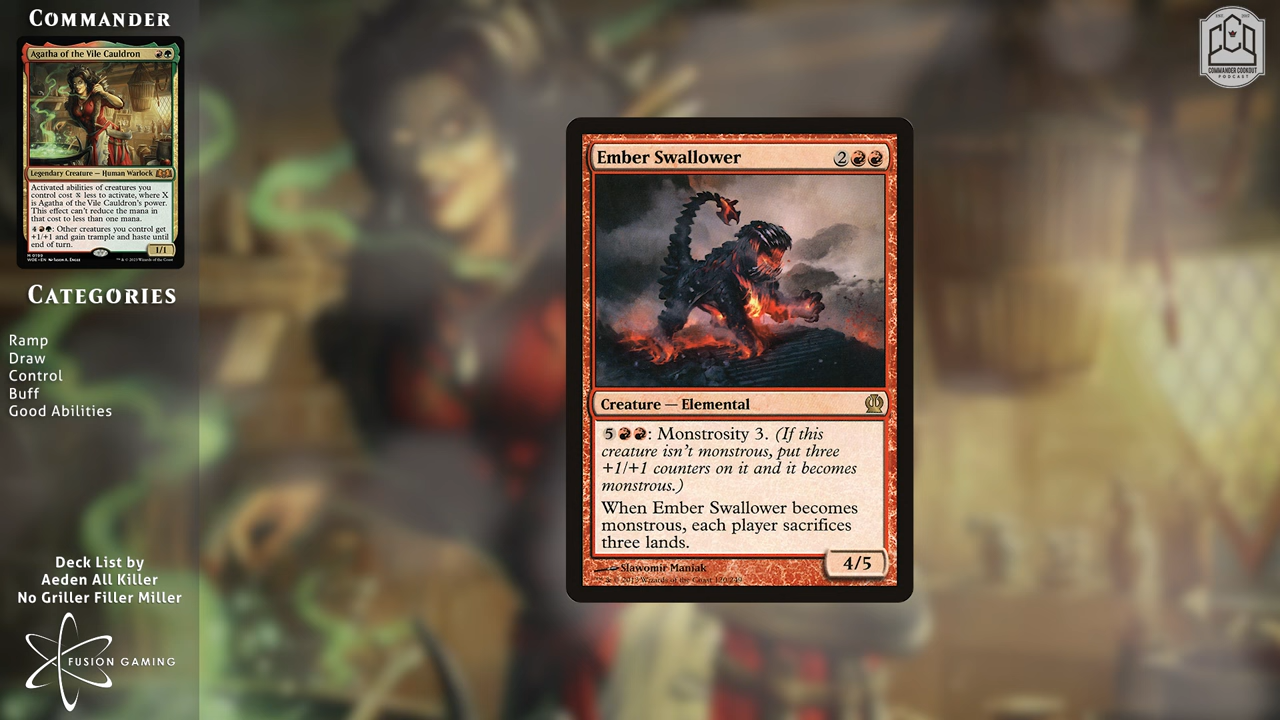 COMMANDER
Agatha of the Vile Cauldron
Legendary Creature — Human Warlock
Activated abilities of creatures you
control cost X less to activate, where X
is Agatha of the Vile Cauldron's power.
This effect can't reduce the mana in
that cost to less than one mana.
4: Other creatures you control get
+1/+1 and gain trample and haste until
end of turn.
1/1
CATEGORIES
Ramp
Draw
Control
Buff
Good Abilities
Deck List by
Aeden All Killer
No Griller Filler Miller
FUSION GAMING
Ember Swallower
2
Creature — Elemental
5: Monstrosity 3. (If this
creature isn't monstrous, put three
+1/+1 counters on it and it becomes
monstrous.)
When Ember Swallower becomes
monstrous, each player sacrifices
three lands.
4/5
Slawomir Maniak
COMMANDER COOKOUT
PODCAST